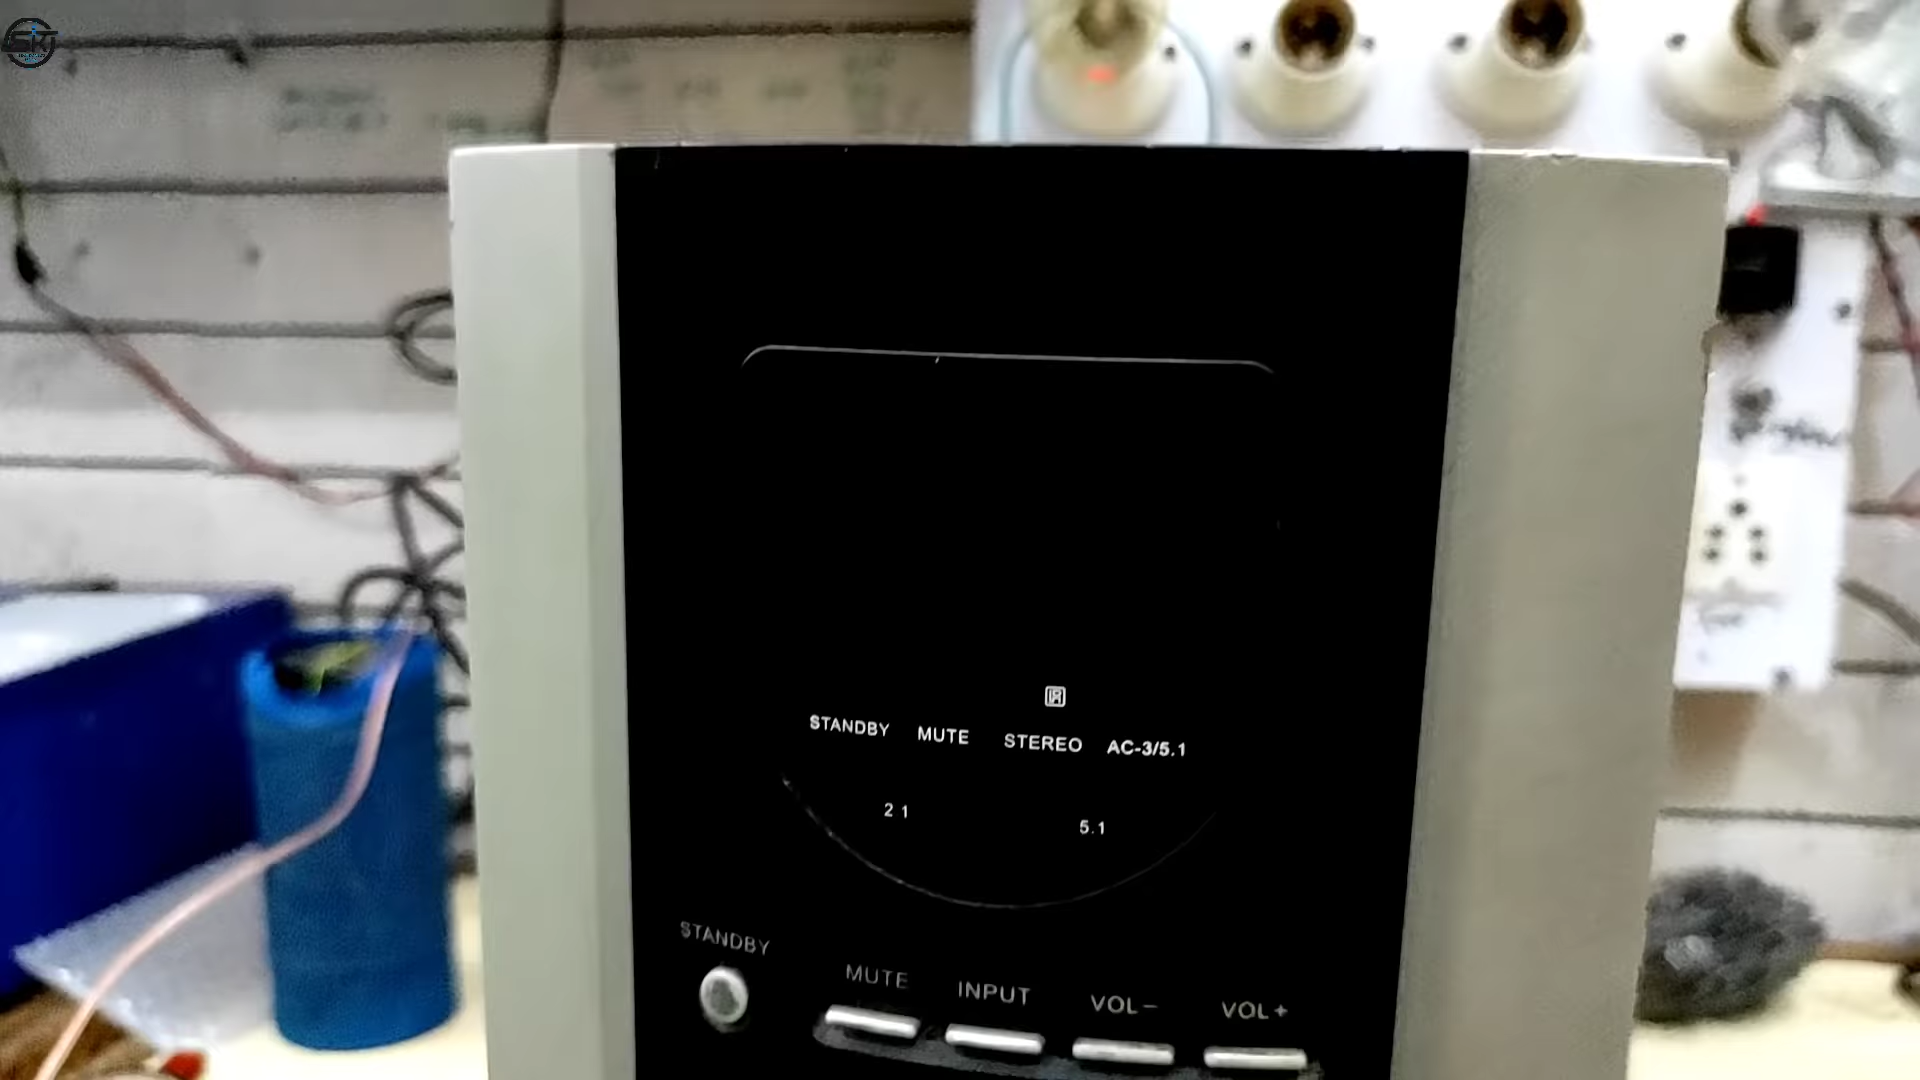 STANDBY MUTE STEREO AC-3/5.1
2 1 5.1
STANDBY
MUTE INPUT VOL- VOL+